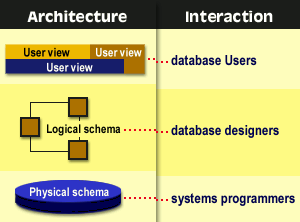 Architecture Interaction
User view User view
User view
database Users
Logical schema
database designers
Physical schema
systems programmers